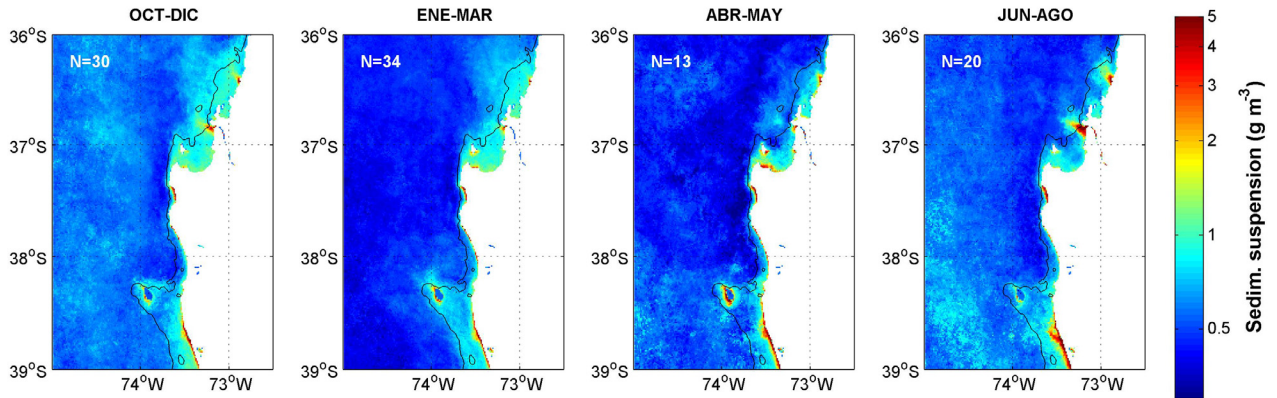 OCT-DIC
ENE-MAR
ABR-MAY
JUN-AGO
36°S
37°S
38°S
39°S
74°W
73°W
N=30
36°S
37°S
38°S
39°S
74°W
73°W
N=34
36°S
37°S
38°S
39°S
74°W
73°W
N=13
36°S
37°S
38°S
39°S
74°W
73°W
N=20
5
4
3
2
1
0.5
Sedim. suspension (g m⁻³)